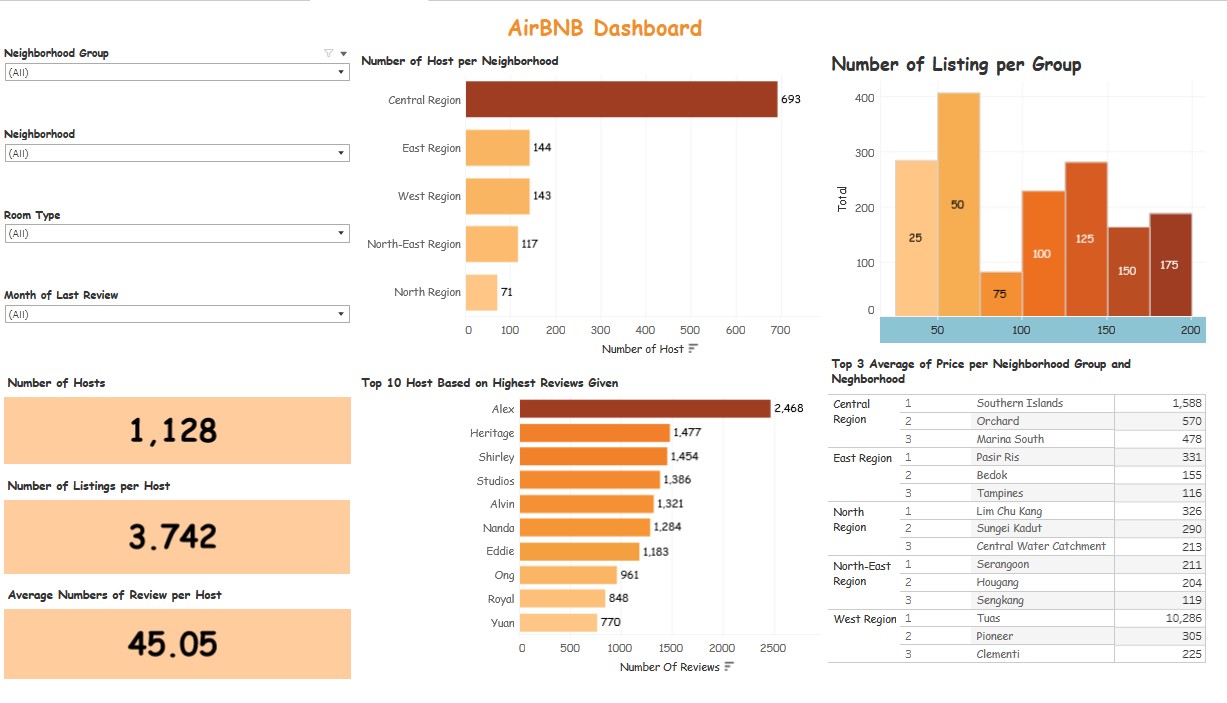 AirBNB Dashboard
Neighborhood Group
(All)
Neighborhood
(All)
Room Type
(All)
Month of Last Review
(All)
Number of Hosts
1,128
Number of Listings per Host
3.742
Average Numbers of Review per Host
45.05
Number of Host per Neighborhood
Central Region 693
East Region 144
West Region 143
North-East Region 117
North Region 71
0 100 200 300 400 500 600 700
Number of Host
Top 10 Host Based on Highest Reviews Given
Alex 2,468
Heritage 1,477
Shirley 1,454
Studios 1,386
Alvin 1,321
Nanda 1,284
Eddie 1,183
Ong 961
Royal 848
Yuan 770
0 500 1000 1500 2000 2500
Number Of Reviews
Number of Listing per Group
Total
400
300
200
100
0
25 50 75 100 125 150 175
50 100 150 200
Top 3 Average of Price per Neighborhood Group and
Neghborhood
Central Region 1 Southern Islands 1,588
2 Orchard 570
3 Marina South 478
East Region 1 Pasir Ris 331
2 Bedok 155
3 Tampines 116
North Region 1 Lim Chu Kang 326
2 Sungei Kadut 290
3 Central Water Catchment 213
North-East Region 1 Serangoon 211
2 Hougang 204
3 Sengkang 119
West Region 1 Tuas 10,286
2 Pioneer 305
3 Clementi 225